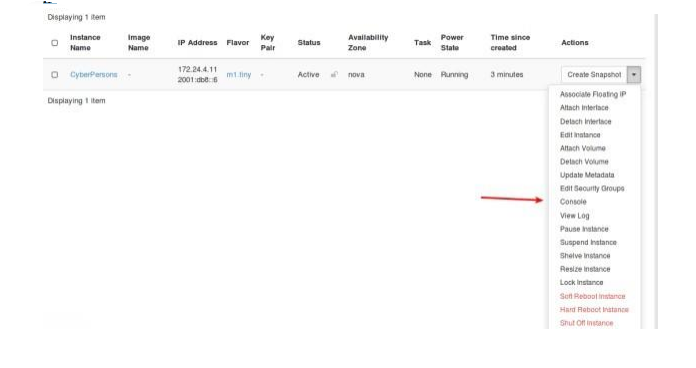 Displaying 1 item
Instance Name Image Name IP Address Flavor Key Pair Status Availability Zone Task Power State Time since created Actions
CyberPersons - 172.24.4.11 2001:db8::6 m1.tiny - Active nova None Running 3 minutes Create Snapshot
Displaying 1 item
Associate Floating IP
Attach Interface
Detach Interface
Edit Instance
Attach Volume
Detach Volume
Update Metadata
Edit Security Groups
Console
View Log
Pause Instance
Suspend Instance
Shelve Instance
Resize Instance
Lock Instance
Soft Reboot Instance
Hard Reboot Instance
Shut Off Instance